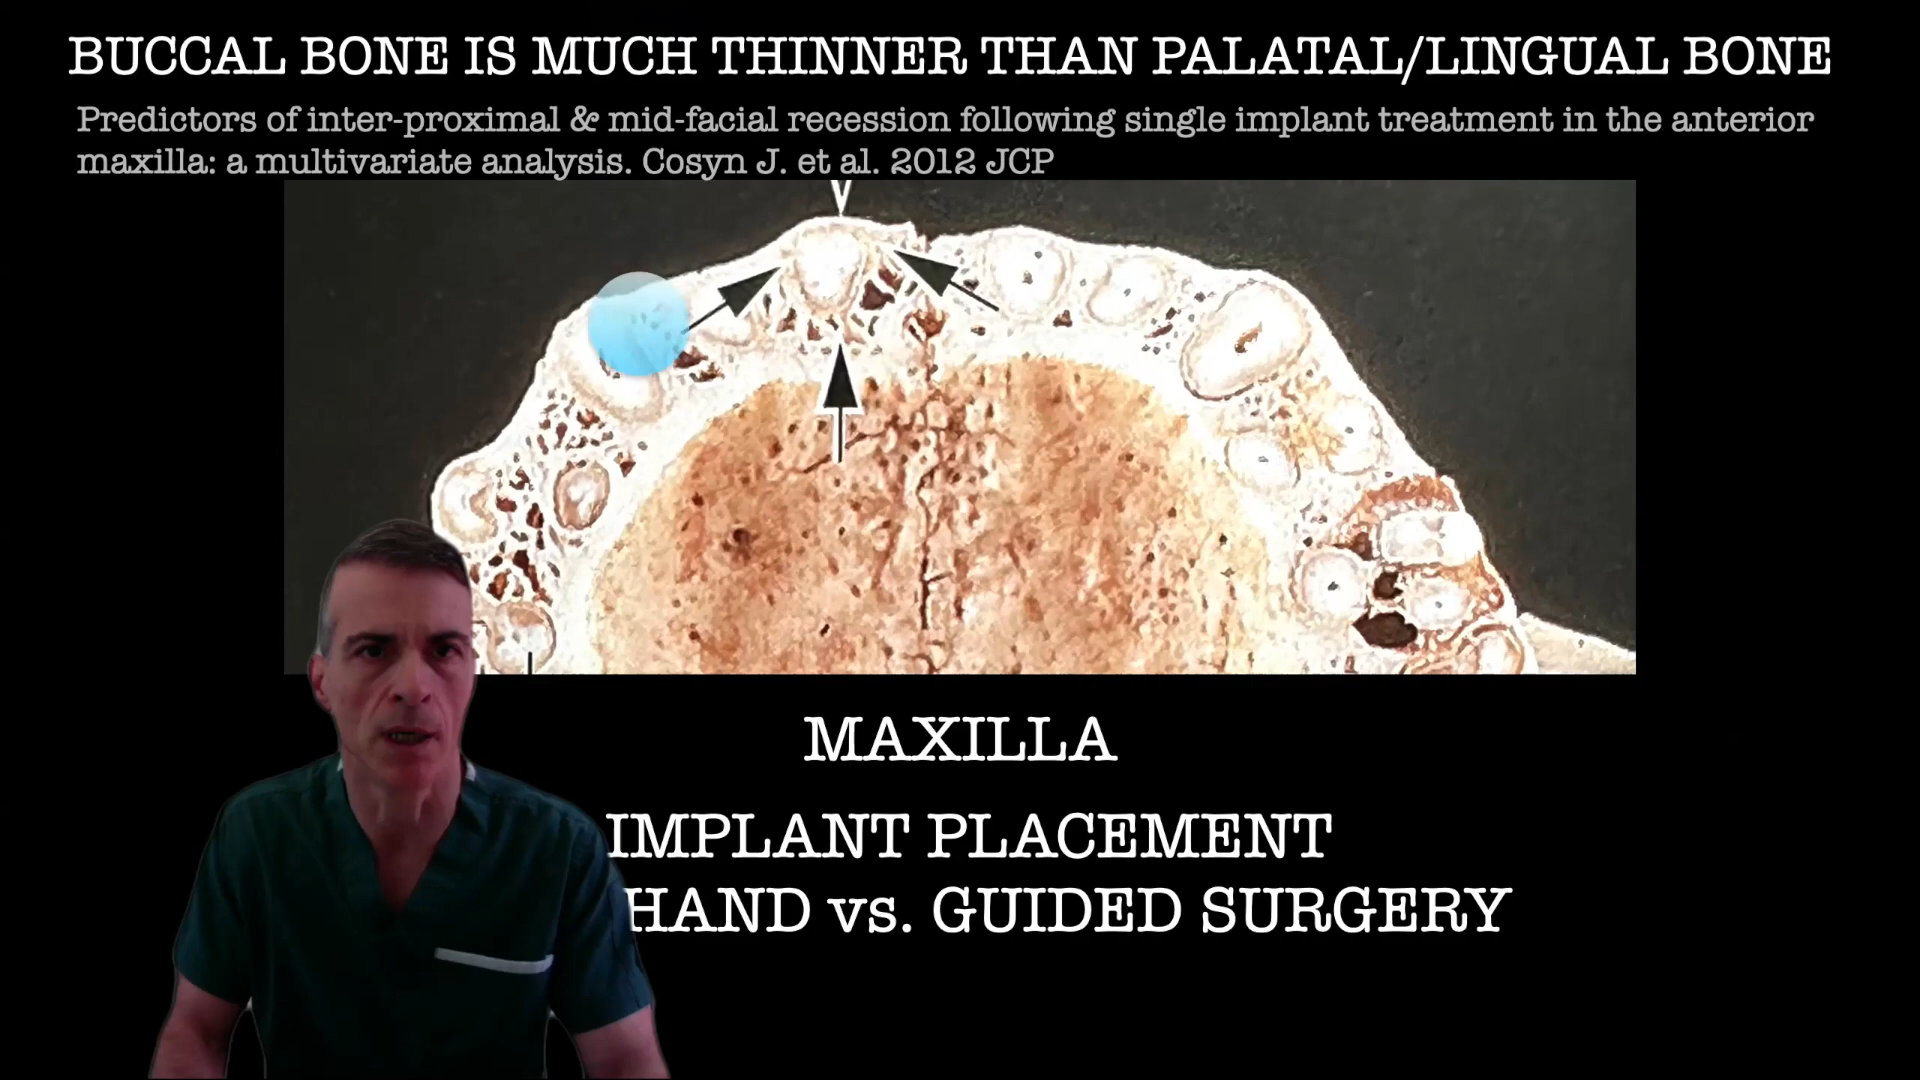 BUCCAL BONE IS MUCH THINNER THAN PALATAL/LINGUAL BONE
Predictors of inter-proximal & mid-facial recession following single implant treatment in the anterior
maxilla: a multivariate analysis. Cosyn J. et al. 2012 JCP
MAXILLA
IMPLANT PLACEMENT
HAND vs. GUIDED SURGERY